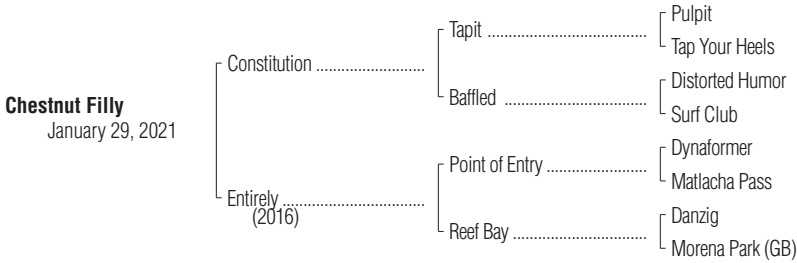 Pulpit
Tapit ......................................
Tap Your Heels
Constitution ..........................
Distorted Humor
Baffled ..................................
Surf Club
Chestnut Filly
January 29, 2021
Dynaformer
Point of Entry ........................
Matlacha Pass
Entirely ..................................
(2016)
Danzig
Reef Bay ................................
Morena Park (GB)